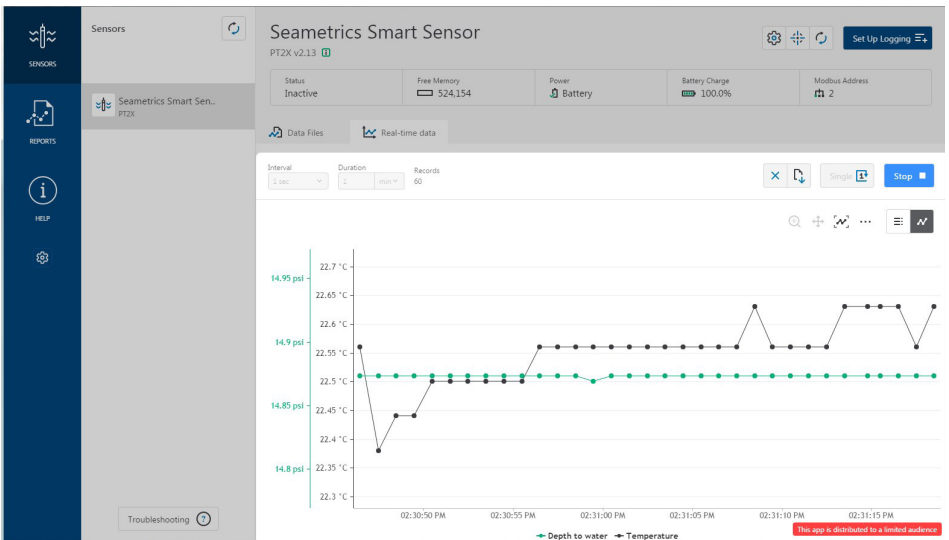 SENSORS
REPORTS
HELP
Sensors
Seametrics Smart Sen..
PT2X
Troubleshooting ?
Seametrics Smart Sensor
PT2X v2.13
Set Up Logging
Status
Inactive
Free Memory
524,154
Power
Battery
Battery Charge
100.0%
Modbus Address
2
Data Files
Real-time data
Interval
1 sec
Duration
1 min
Records
60
Single 1
Stop
14.95 psi
14.9 psi
14.85 psi
14.8 psi
22.7 °C
22.65 °C
22.6 °C
22.55 °C
22.5 °C
22.45 °C
22.4 °C
22.35 °C
22.3 °C
02:30:50 PM 02:30:55 PM 02:31:00 PM 02:31:05 PM 02:31:10 PM 02:31:15 PM
Depth to water Temperature
This app is distributed to a limited audience